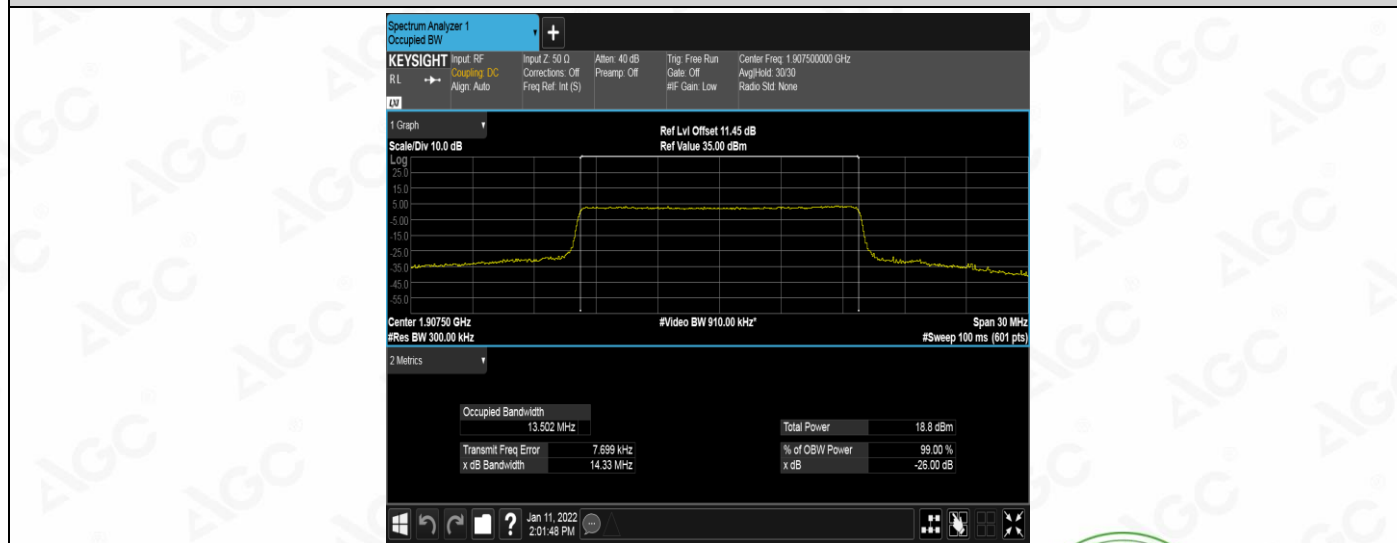 Spectrum Analyzer 1
Occupied BW
+
KEYSIGHT
RL
LXI
Input: RF
Coupling: DC
Align: Auto
Input Z: 50 Ω
Corrections: Off
Freq Ref: Int (S)
Atten: 40 dB
Preamp: Off
Trig: Free Run
Gate: Off
#IF Gain: Low
Center Freq: 1.907500000 GHz
Avg|Hold: 30/30
Radio Std: None
1 Graph
Scale/Div 10.0 dB
Ref Lvl Offset 11.45 dB
Ref Value 35.00 dBm
Log
25.0
15.0
5.00
-5.00
-15.0
-25.0
-35.0
-45.0
-55.0
Center 1.90750 GHz
#Video BW 910.00 kHz*
Span 30 MHz
#Res BW 300.00 kHz
#Sweep 100 ms (601 pts)
2 Metrics
Occupied Bandwidth
13.502 MHz
Total Power 18.8 dBm
Transmit Freq Error 7.699 kHz
% of OBW Power 99.00 %
x dB Bandwidth 14.33 MHz
x dB -26.00 dB
?
Jan 11, 2022
2:01:48 PM
AGC